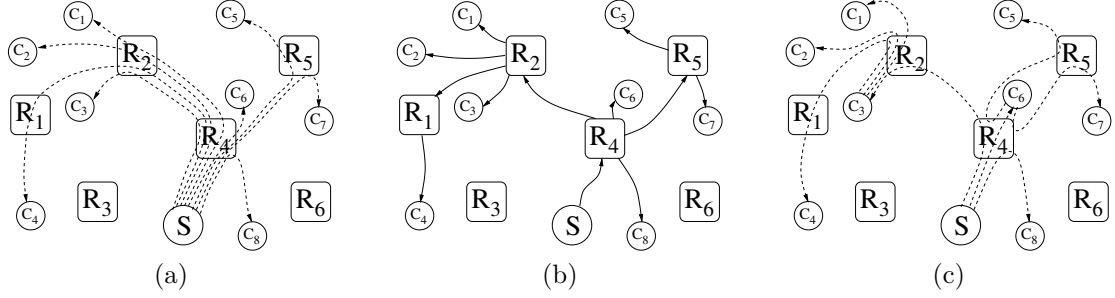 C1 C5
C2 R2 R5
C3 C6 C7
R1 R4
C4 R3 S C8 R6
(a)
C1 C5
C2 R2 R5
C3 C6 C7
R1 R4
C4 R3 S C8 R6
(b)
C1 C5
C2 R2 R5
C3 C6 C7
R1 R4
C4 R3 S C8 R6
(c)